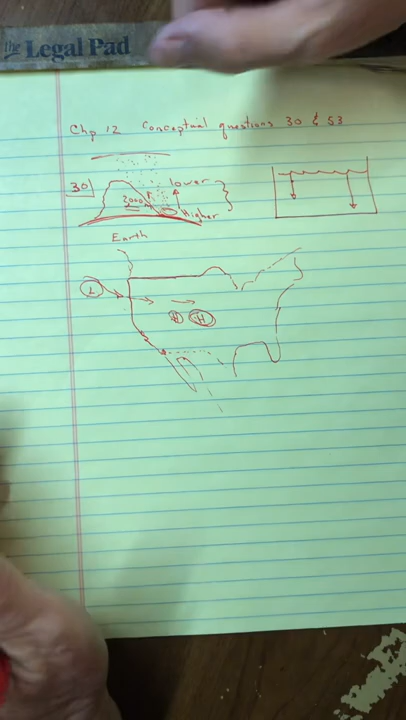 the Legal Pad
Chp 12 Conceptual questions 30 & 53
30
lower
2000
Higher
Earth
L
H H